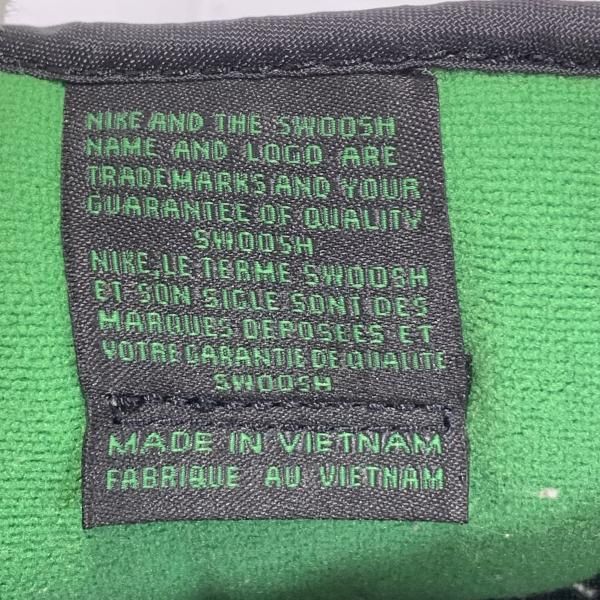 NIKE AND THE SWOOSH
NAME AND LOGO ARE
TRADEMARKS AND YOUR
GUARANTEE OF QUALITY
SWOOSH
NIKE, LE TERME SWOOSH
ET SON SIGLE SONT DES
MARQUES DEPOSEES ET
VOTRE GARANTIE DE QUALITE
SWOOSH
MADE IN VIETNAM
FABRIQUE AU VIETNAM